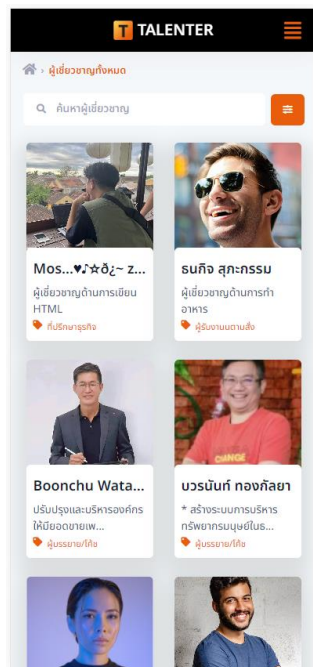 T TALENTER
› ผู้เชี่ยวชาญทั้งหมด
ค้นหาผู้เชี่ยวชาญ
Mos...♥♪☆ð¿~ z...
ผู้เชี่ยวชาญด้านการเขียน
HTML
ที่ปรึกษาธุรกิจ
ธนกิจ สุภะกรรม
ผู้เชี่ยวชาญด้านการทำ
อาหาร
ผู้รับงานตามสั่ง
CHANGE
Boonchu Wata...
ปรับปรุงและบริหารองค์กร
ให้มียอดขายเพ...
ผู้บรรยาย/โค้ช
บวรนันท์ ทองกัลยา
* สร้างระบบการบริหาร
ทรัพยากรมนุษย์ในธ...
ผู้บรรยาย/โค้ช